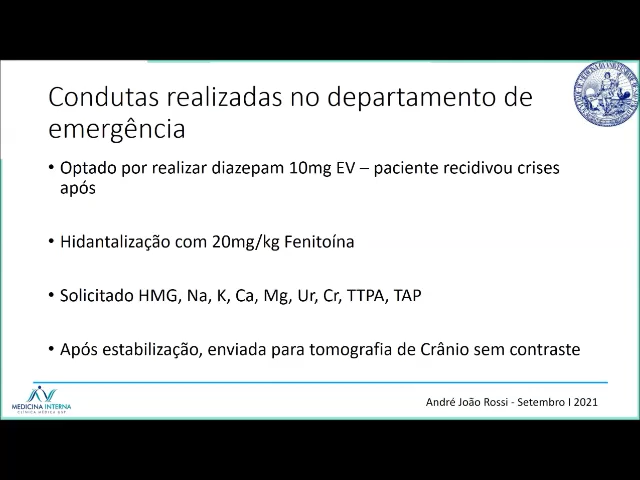 Condutas realizadas no departamento de
emergência
• Optado por realizar diazepam 10mg EV – paciente recidivou crises
após
• Hidantalização com 20mg/kg Fenitoína
• Solicitado HMG, Na, K, Ca, Mg, Ur, Cr, TTPA, TAP
• Após estabilização, enviada para tomografia de Crânio sem contraste
MEDICINA INTERNA
CLÍNICA MÉDICA USP
André João Rossi - Setembro I 2021